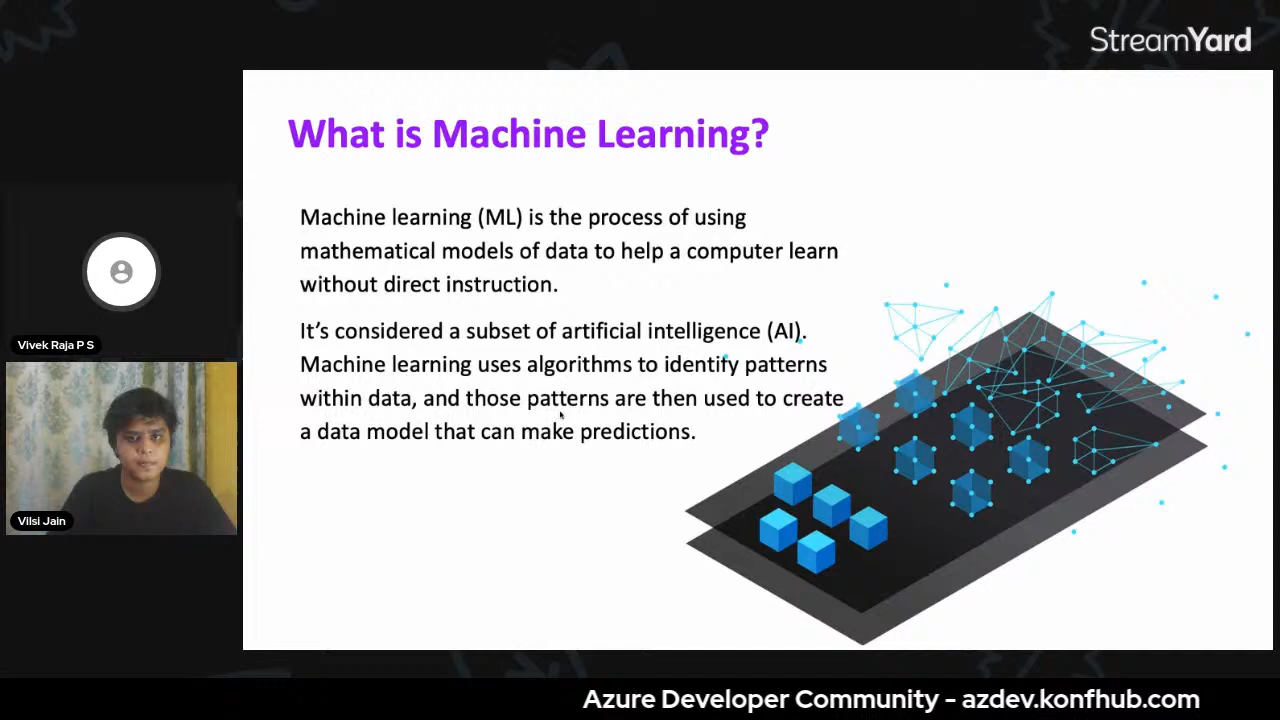 StreamYard
What is Machine Learning?
Machine learning (ML) is the process of using
mathematical models of data to help a computer learn
without direct instruction.
It’s considered a subset of artificial intelligence (AI).
Machine learning uses algorithms to identify patterns
within data, and those patterns are then used to create
a data model that can make predictions.
Vivek Raja P S
Vilsi Jain
Azure Developer Community - azdev.konfhub.com